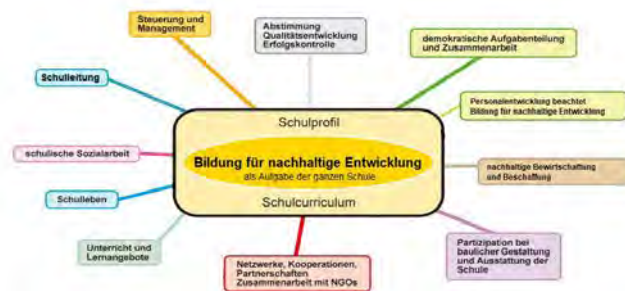 Steuerung und
Management
Abstimmung
Qualitätsentwicklung
Erfolgskontrolle
demokratische Aufgabenteilung
und Zusammenarbeit
Schulleitung
Personalentwicklung beachtet
Bildung für nachhaltige Entwicklung
Schulprofil
Bildung für nachhaltige Entwicklung
als Aufgabe der ganzen Schule
Schulcurriculum
schulische Sozialarbeit
nachhaltige Bewirtschaftung
und Beschaffung
Schulleben
Unterricht und
Lernangebote
Netzwerke, Kooperationen,
Partnerschaften
Zusammenarbeit mit NGOs
Partizipation bei
baulicher Gestaltung
und Ausstattung der
Schule